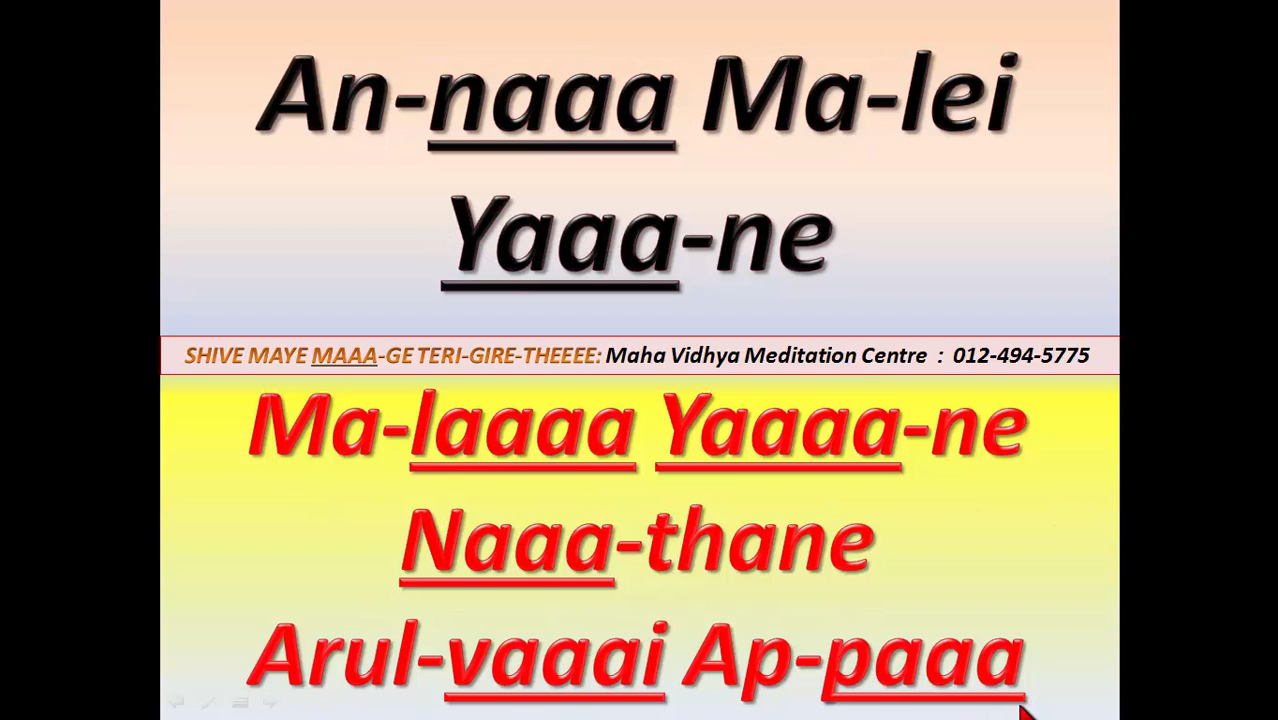 An-naaa Ma-lei
Yaaa-ne
SHIVE MAYE MAAA-GE TERI-GIRE-THEEEE: Maha Vidhya Meditation Centre : 012-494-5775
Ma-laaaa Yaaaa-ne
Naaa-thane
Arul-vaaai Ap-paaa